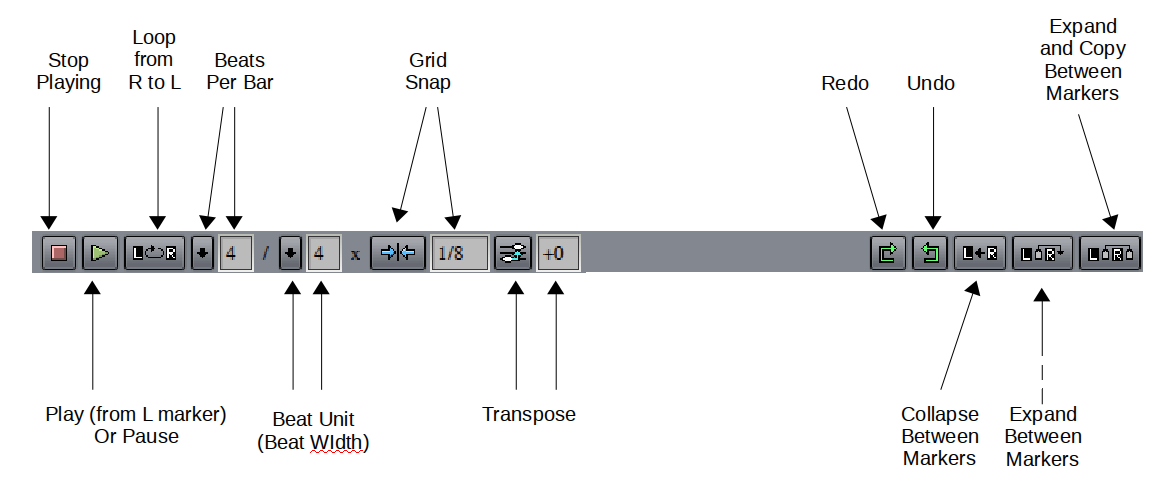 Stop
Playing
Loop
from
R to L
Beats
Per Bar
Grid
Snap
Redo
Undo
Expand
and Copy
Between
Markers
L R 4 / 4 x 1/8 +0 L R L R L R
Play (from L marker)
Or Pause
Beat Unit
(Beat WIdth)
Transpose
Collapse
Between
Markers
Expand
Between
Markers